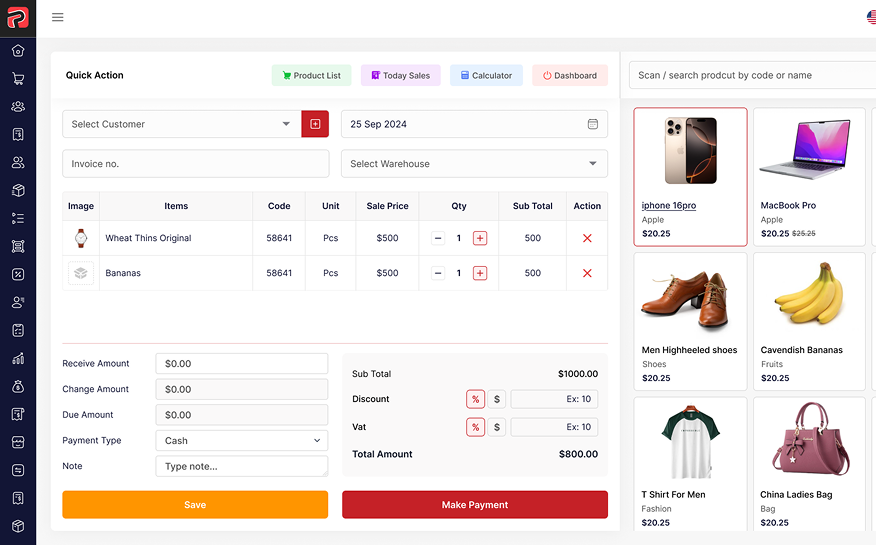 Quick Action
Product List
Today Sales
Calculator
Dashboard
Scan / search prodcut by code or name
Select Customer
25 Sep 2024
Invoice no.
Select Warehouse
Image Items Code Unit Sale Price Qty Sub Total Action
Wheat Thins Original 58641 Pcs $500 − 1 + 500
Bananas 58641 Pcs $500 − 1 + 500
Receive Amount $0.00
Change Amount $0.00
Due Amount $0.00
Payment Type Cash
Note Type note...
Sub Total $1000.00
Discount % $ Ex: 10
Vat % $ Ex: 10
Total Amount $800.00
Save
Make Payment
iphone 16pro
Apple
$20.25
MacBook Pro
Apple
$20.25 $25.25
Men Highheeled shoes
Shoes
$20.25
Cavendish Bananas
Fruits
$20.25
T Shirt For Men
Fashion
$20.25
China Ladies Bag
Bag
$20.25